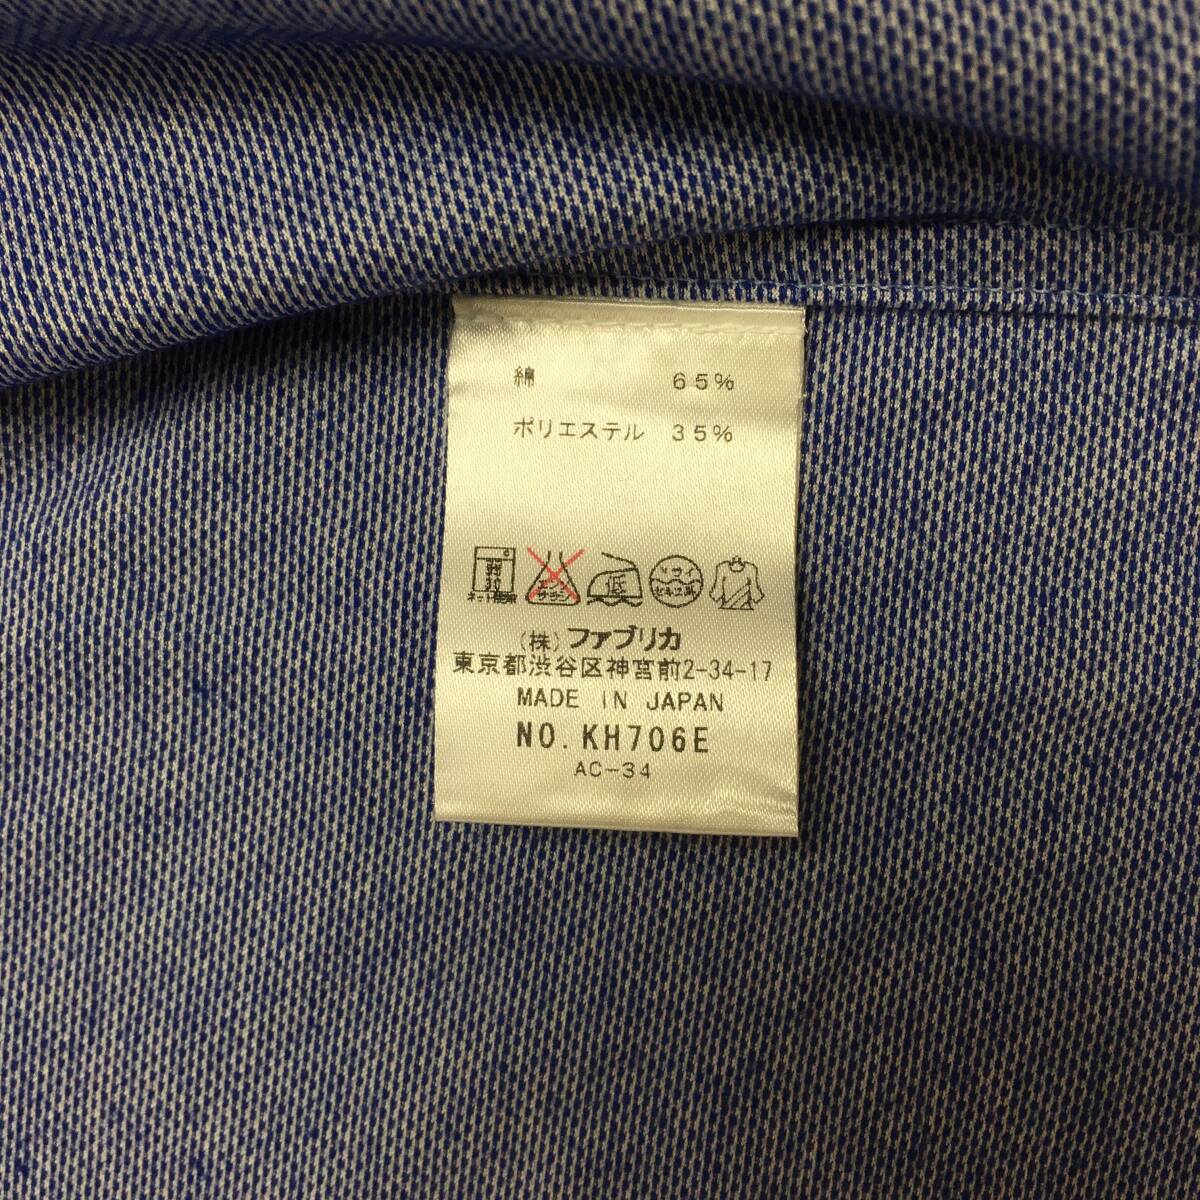 綿 65%
ポリエステル 35%
低
(株)ファブリカ
東京都渋谷区神宮前2-34-17
MADE IN JAPAN
NO. KH706E
AC-34